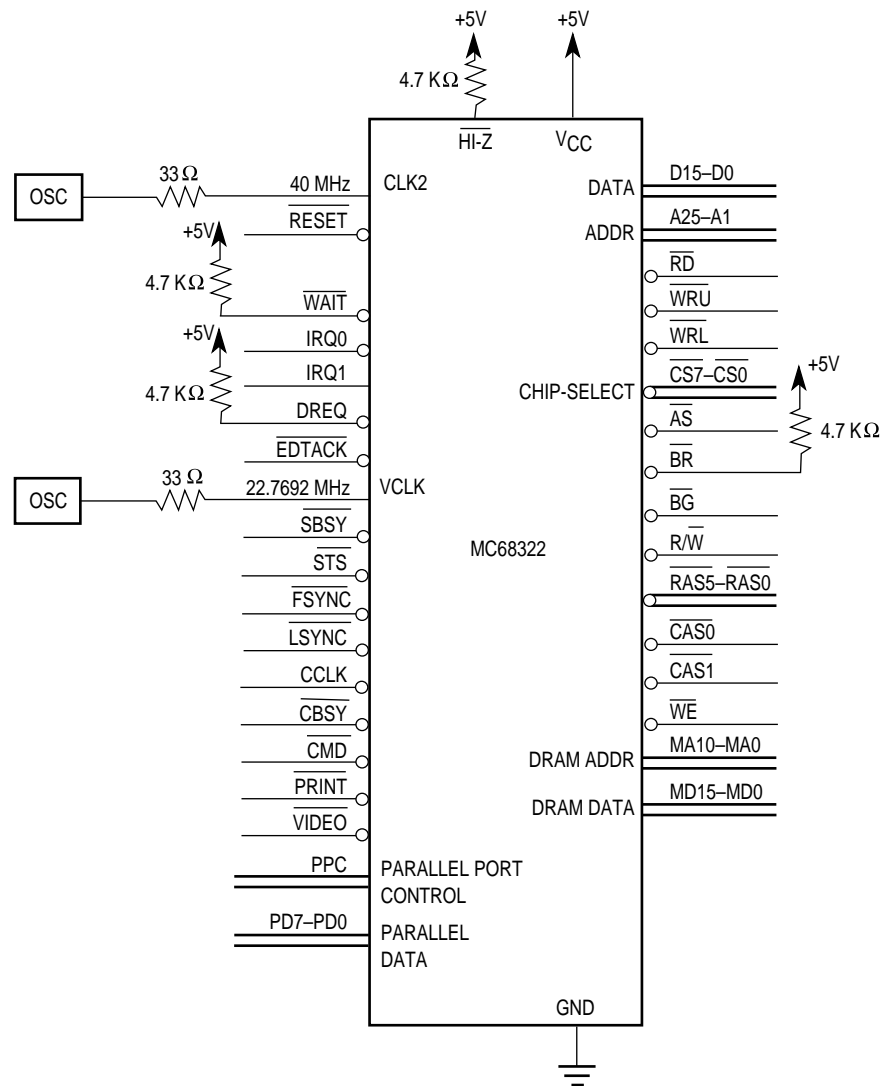 +5V
+5V
4.7 KΩ
HI-Z
VCC
OSC
33 Ω
40 MHz
CLK2
RESET
+5V
4.7 KΩ
WAIT
IRQ0
+5V
IRQ1
4.7 KΩ
DREQ
EDTACK
OSC
33 Ω
22.7692 MHz
VCLK
SBSY
STS
FSYNC
LSYNC
CCLK
CBSY
CMD
PRINT
VIDEO
PPC
PARALLEL PORT
CONTROL
PD7–PD0
PARALLEL
DATA
MC68322
DATA
D15–D0
ADDR
A25–A1
RD
WRU
WRL
CHIP-SELECT
CS7–CS0
+5V
AS
4.7 KΩ
BR
BG
R/W
RAS5–RAS0
CAS0
CAS1
WE
DRAM ADDR
MA10–MA0
DRAM DATA
MD15–MD0
GND